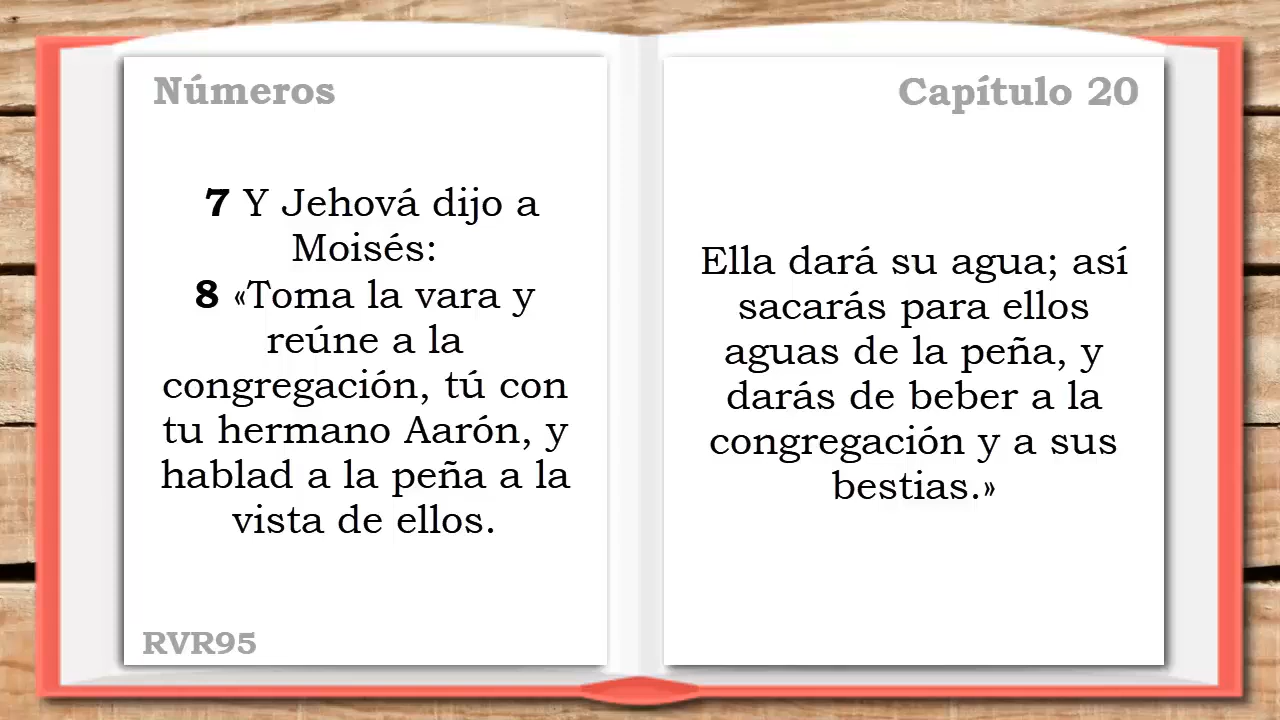 Números
7 Y Jehová dijo a
Moisés:
8 «Toma la vara y
reúne a la
congregación, tú con
tu hermano Aarón, y
hablad a la peña a la
vista de ellos.
RVR95
Capítulo 20
Ella dará su agua; así
sacarás para ellos
aguas de la peña, y
darás de beber a la
congregación y a sus
bestias.»